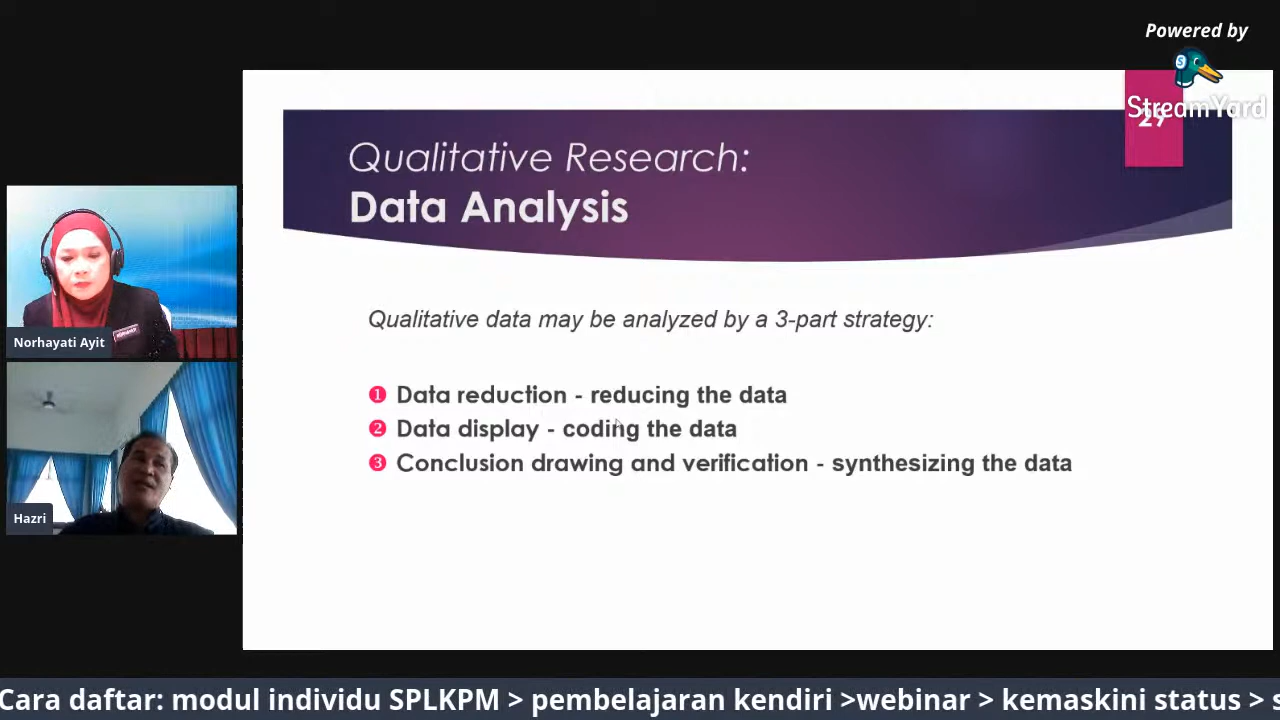 Powered by
StreamYard
29
Qualitative Research:
Data Analysis
Qualitative data may be analyzed by a 3-part strategy:
❶ Data reduction - reducing the data
❷ Data display - coding the data
❸ Conclusion drawing and verification - synthesizing the data
Norhayati Ayit
Hazri
Cara daftar: modul individu SPLKPM > pembelajaran kendiri >webinar > kemaskini status > s